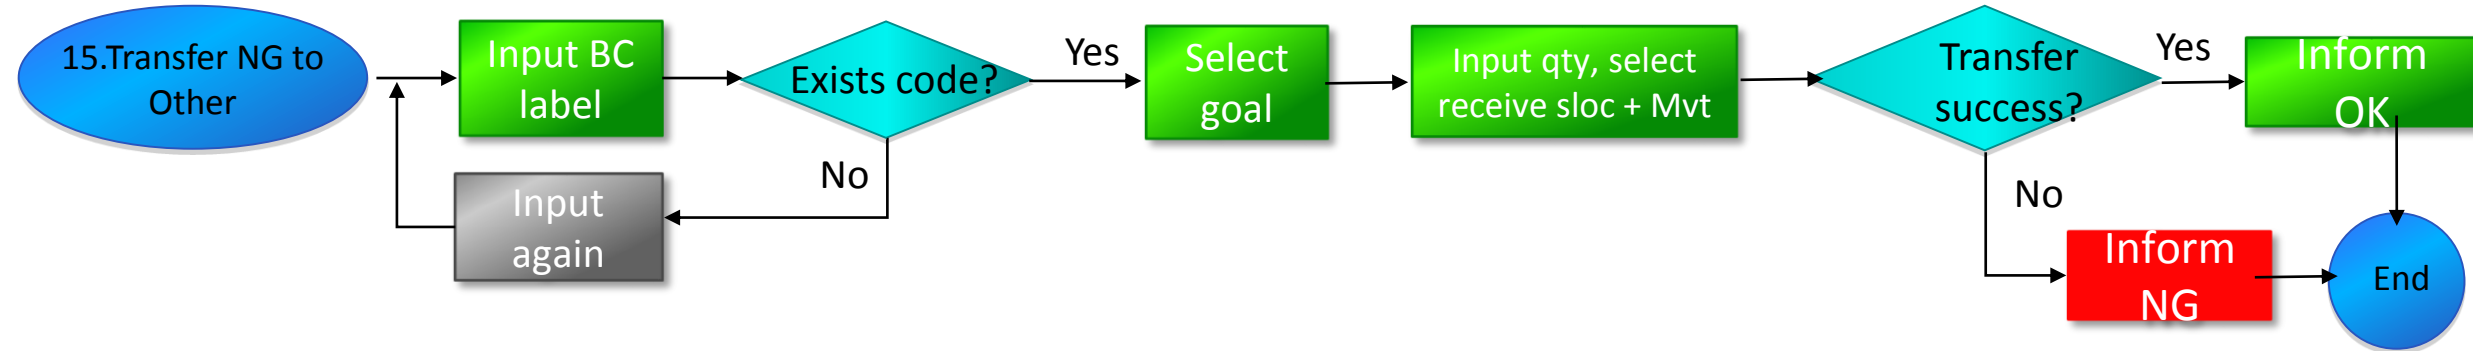 15.Transfer NG to
Other
Input BC
label
Exists code?
Yes
No
Input
again
Select
goal
Input qty, select
receive sloc + Mvt
Transfer
success?
Yes
No
Inform
OK
Inform
NG
End